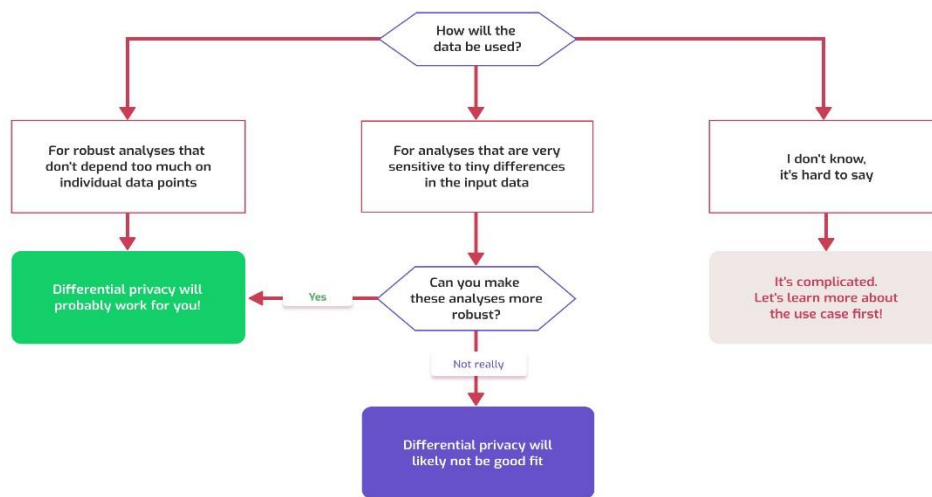 How will the
data be used?
For robust analyses that
don't depend too much on
individual data points
For analyses that are very
sensitive to tiny differences
in the input data
I don't know,
it's hard to say
Differential privacy will
probably work for you!
Yes
Can you make
these analyses more
robust?
It's complicated.
Let's learn more about
the use case first!
Not really
Differential privacy will
likely not be good fit